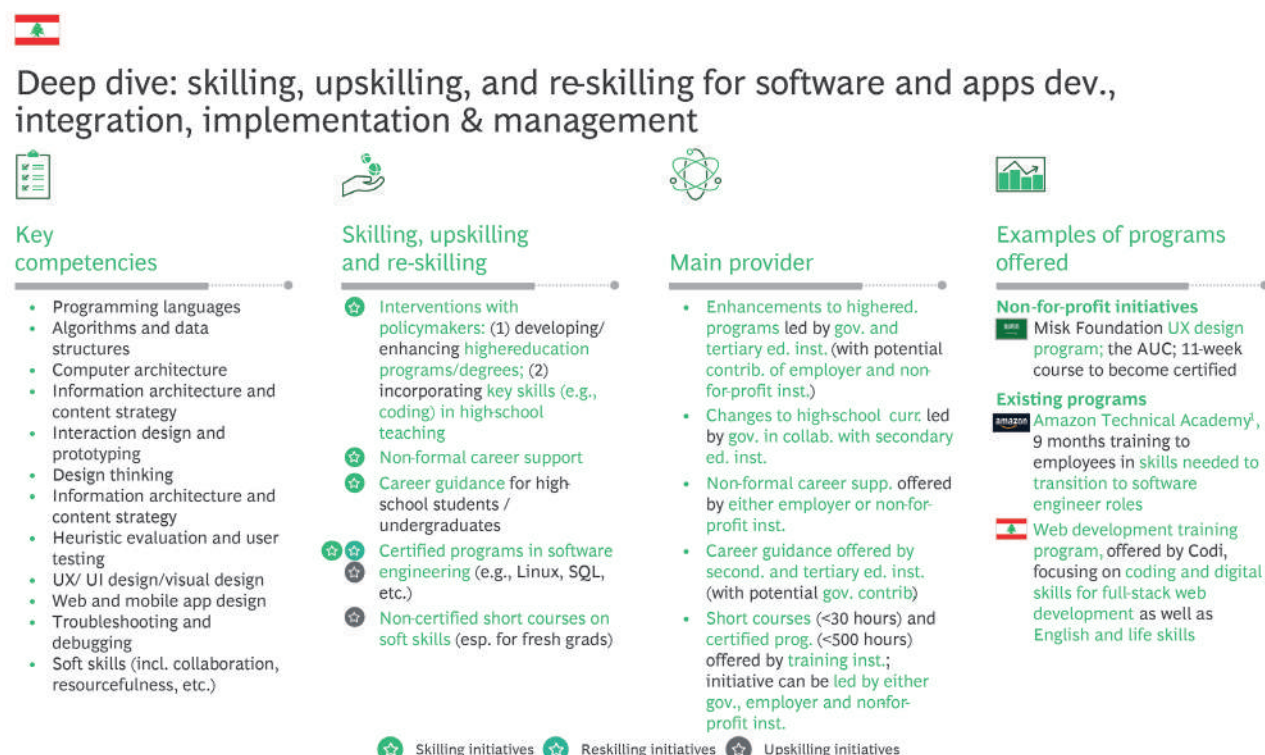 Deep dive: skilling, upskilling, and re-skilling for software and apps dev.,
integration, implementation & management
Key
competencies
• Programming languages
• Algorithms and data
structures
• Computer architecture
• Information architecture and
content strategy
• Interaction design and
prototyping
• Design thinking
• Information architecture and
content strategy
• Heuristic evaluation and user
testing
• UX/ UI design/visual design
• Web and mobile app design
• Troubleshooting and
debugging
• Soft skills (incl. collaboration,
resourcefulness, etc.)
Skilling, upskilling
and re-skilling
Interventions with
policymakers: (1) developing/
enhancing highereducation
programs/degrees; (2)
incorporating key skills (e.g.,
coding) in high-school
teaching
Non-formal career support
Career guidance for high-
school students /
undergraduates
Certified programs in software
engineering (e.g., Linux, SQL,
etc.)
Non-certified short courses on
soft skills (esp. for fresh grads)
Main provider
• Enhancements to highered.
programs led by gov. and
tertiary ed. inst. (with potential
contrib. of employer and non-
for-profit inst.)
• Changes to high-school curr. led
by gov. in collab. with secondary
ed. inst.
• Non-formal career supp. offered
by either employer or non-for-
profit inst.
• Career guidance offered by
second. and tertiary ed. inst.
(with potential gov. contrib)
• Short courses (<30 hours) and
certified prog. (<500 hours)
offered by training inst.;
initiative can be led by either
gov., employer and nonfor-
profit inst.
Examples of programs
offered
Non-for-profit initiatives
Misk Foundation UX design
program; the AUC; 11-week
course to become certified
Existing programs
amazon
Amazon Technical Academy¹,
9 months training to
employees in skills needed to
transition to software
engineer roles
Web development training
program, offered by Codi,
focusing on coding and digital
skills for full-stack web
development as well as
English and life skills
Skilling initiatives Reskilling initiatives Upskilling initiatives